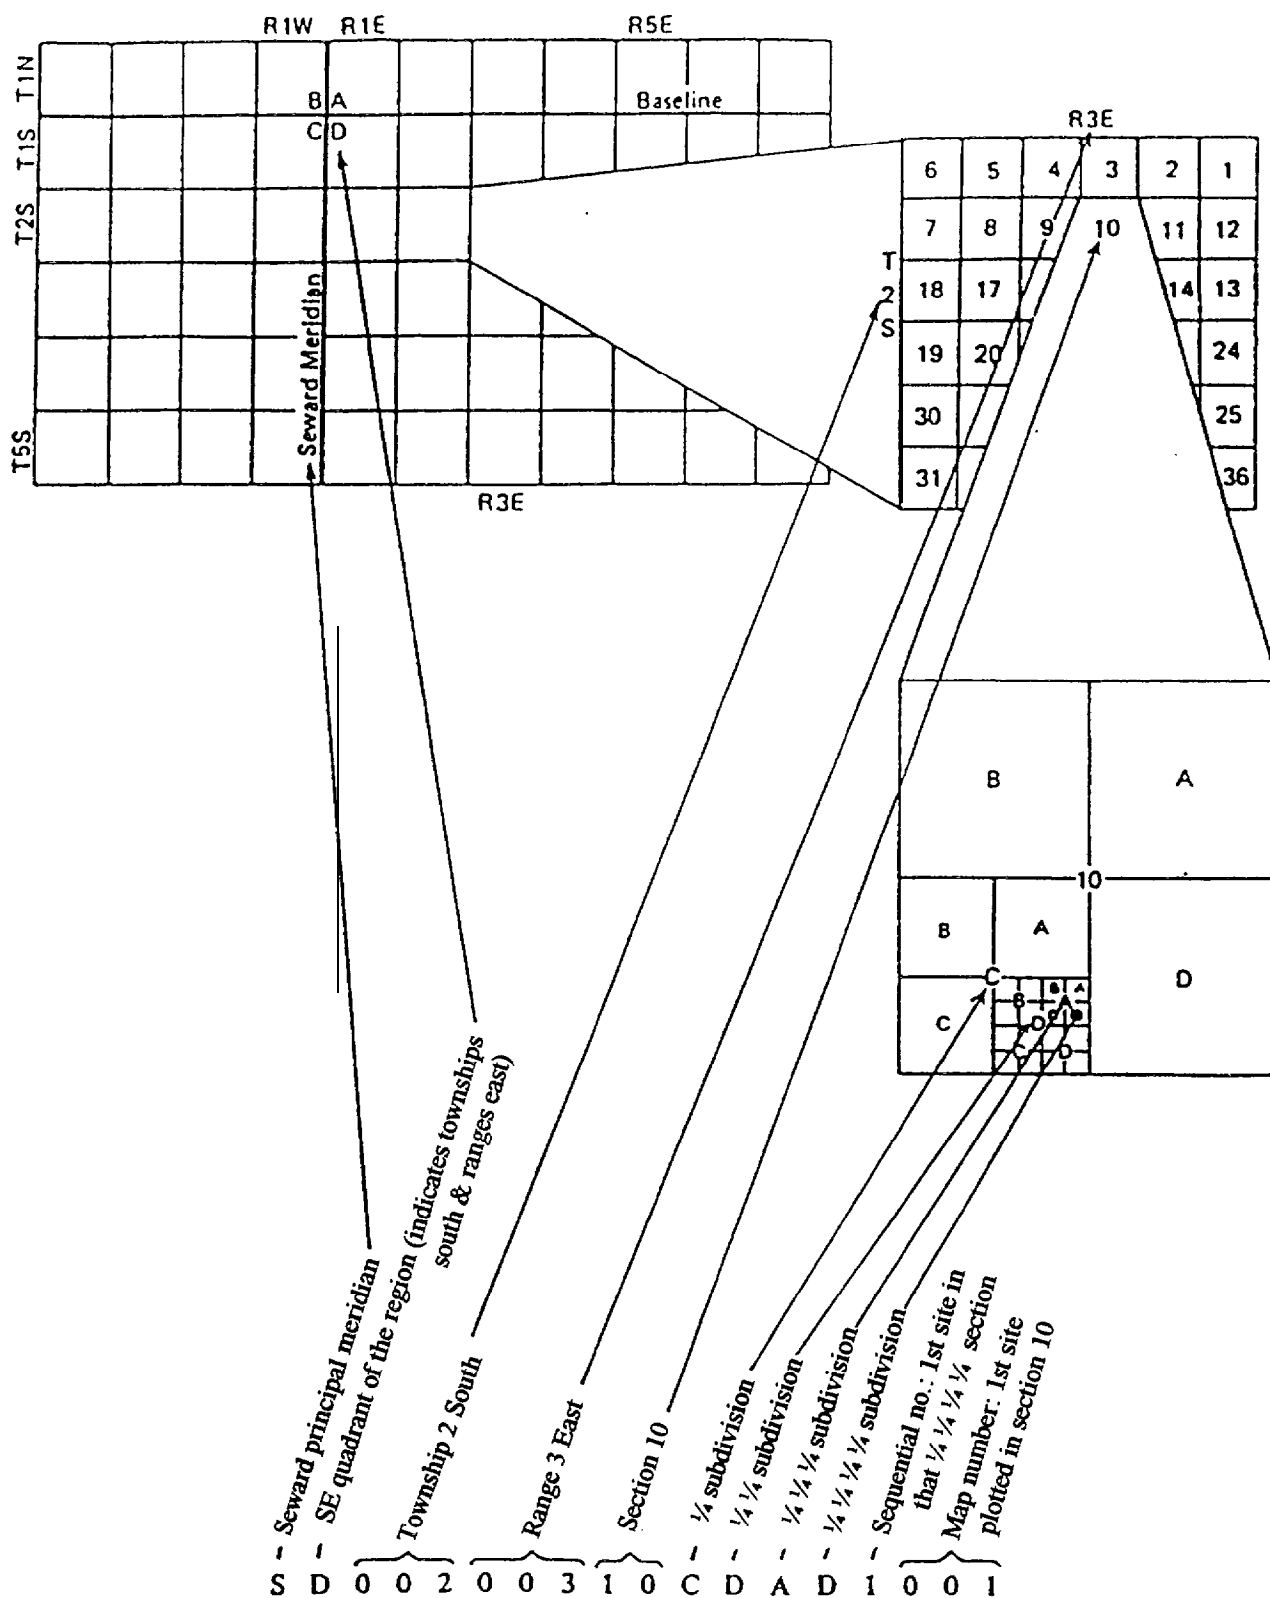 R1W R1E R5E
T1N
B A
Baseline
T1S
C D
T2S
Seward Meridian
T5S
R3E
R3E
6 5 4 3 2 1
7 8 9 10 11 12
T
2
S
18 17 14 13
19 20 24
30 25
31 36
B A
10
B A
C
D
C
B A
B A
D C D
C D
Seward principal meridian
SE quadrant of the region (indicates townships
south & ranges east)
Township 2 South
Range 3 East
Section 10
¼ subdivision
¼ ¼ subdivision
¼ ¼ ¼ subdivision
¼ ¼ ¼ ¼ subdivision
Sequential no.: 1st site in
that ¼ ¼ ¼ ¼ section
Map number: 1st site
plotted in section 10
S D 0 0 2 0 0 3 1 0 C D A D 1 0 0 1